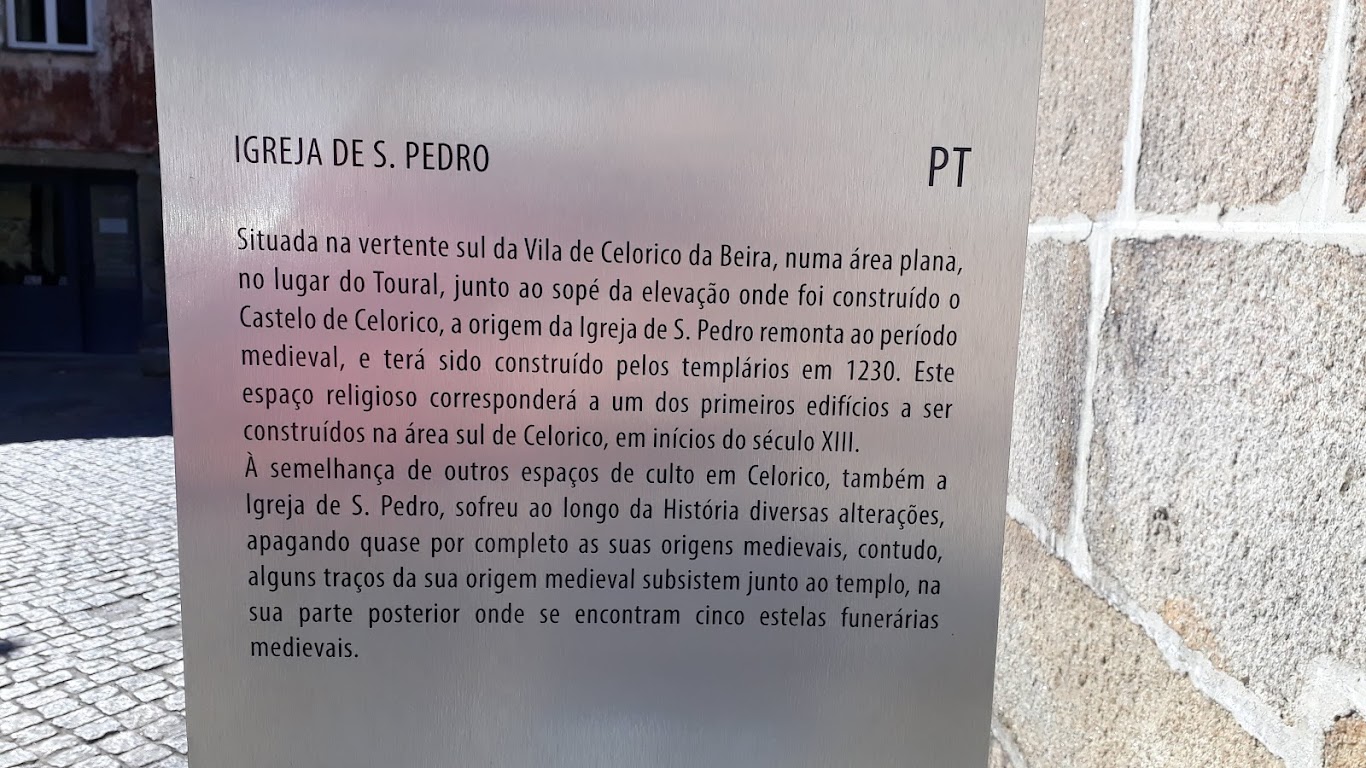 IGREJA DE S. PEDRO
PT
Situada na vertente sul da Vila de Celorico da Beira, numa área plana,
no lugar do Toural, junto ao sopé da elevação onde foi construído o
Castelo de Celorico, a origem da Igreja de S. Pedro remonta ao período
medieval, e terá sido construído pelos templários em 1230. Este
espaço religioso corresponderá a um dos primeiros edifícios a ser
construídos na área sul de Celorico, em inícios do século XIII.
À semelhança de outros espaços de culto em Celorico, também a
Igreja de S. Pedro, sofreu ao longo da História diversas alterações,
apagando quase por completo as suas origens medievais, contudo,
alguns traços da sua origem medieval subsistem junto ao templo, na
sua parte posterior onde se encontram cinco estelas funerárias
medievais.